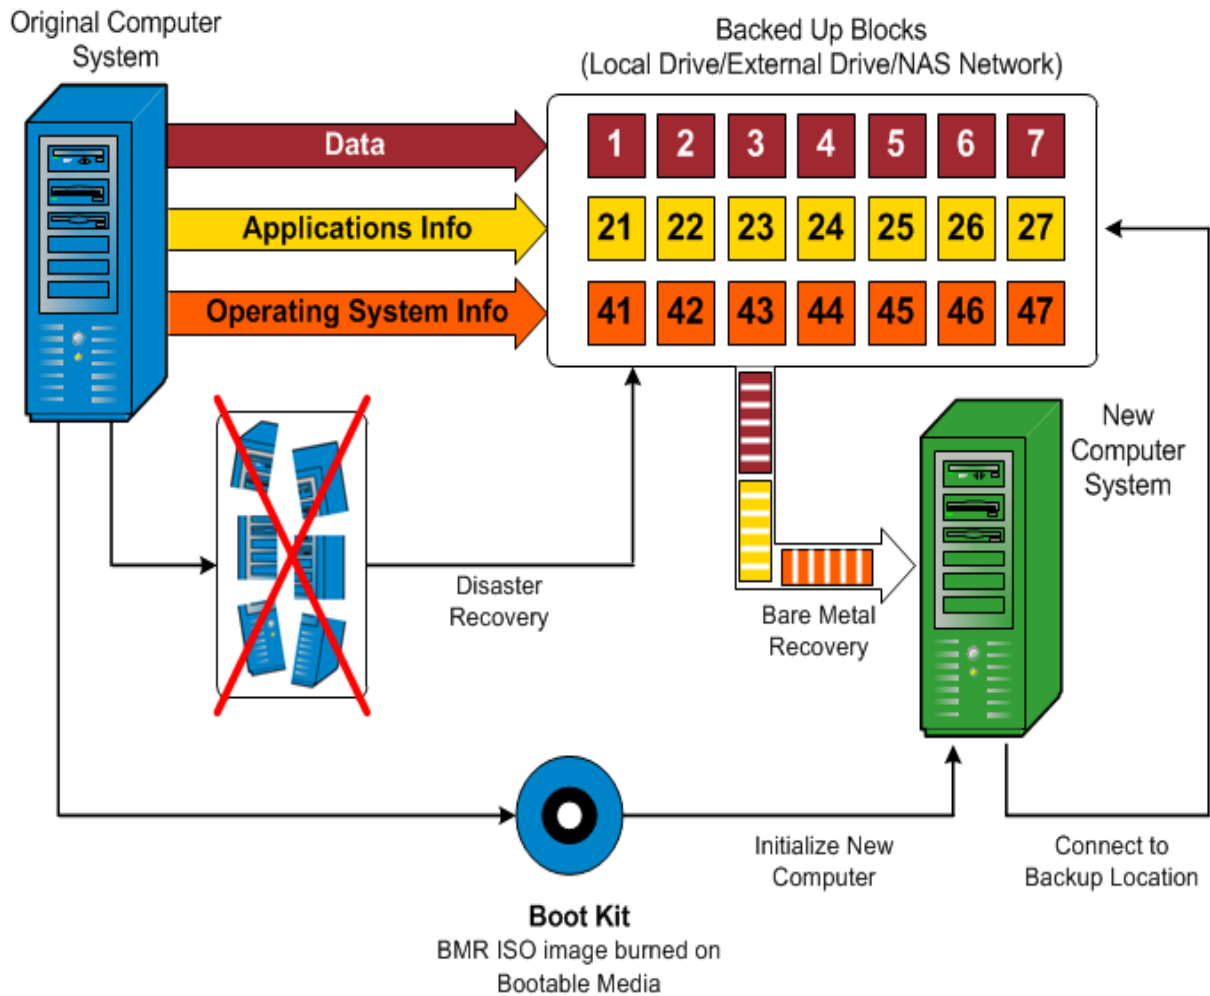 Original Computer
System
Backed Up Blocks
(Local Drive/External Drive/NAS Network)
Data
1 2 3 4 5 6 7
Applications Info
21 22 23 24 25 26 27
Operating System Info
41 42 43 44 45 46 47
New
Computer
System
Disaster
Recovery
Bare Metal
Recovery
Initialize New
Computer
Connect to
Backup Location
Boot Kit
BMR ISO image burned on
Bootable Media